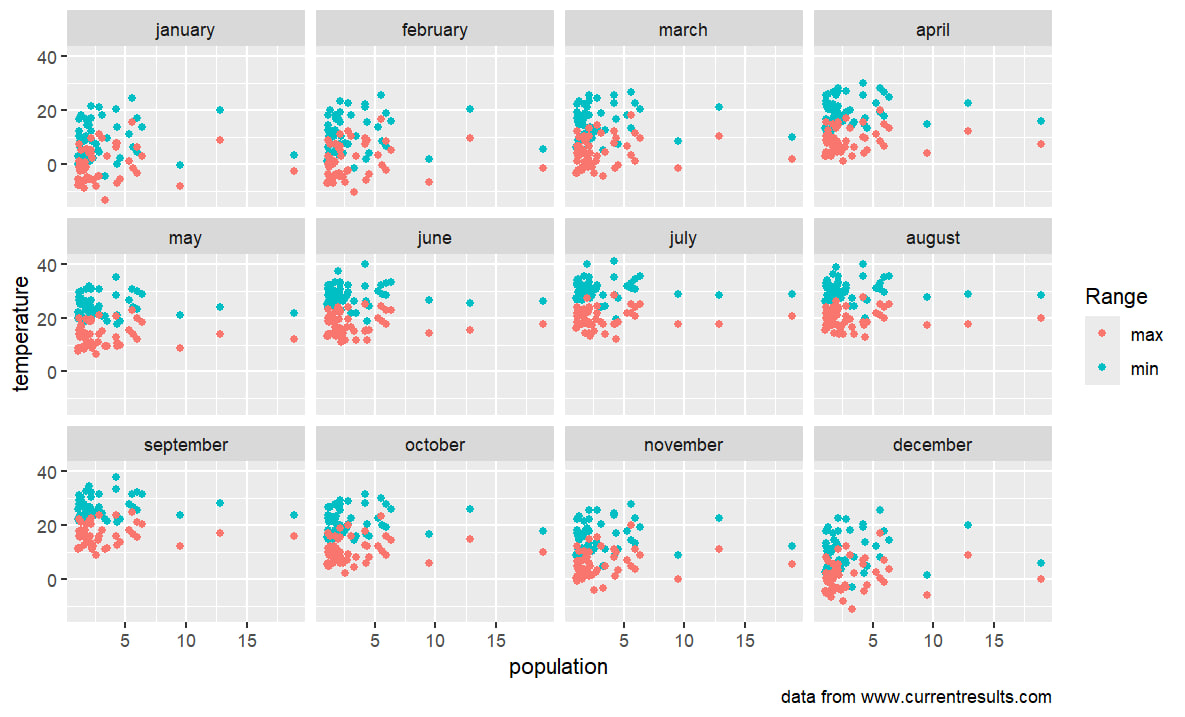 january february march april
40
20
0
may june july august
40
20
0
temperature
Range
max
min
september october november december
40
20
0
5 10 15 5 10 15 5 10 15 5 10 15
population
data from www.currentresults.com